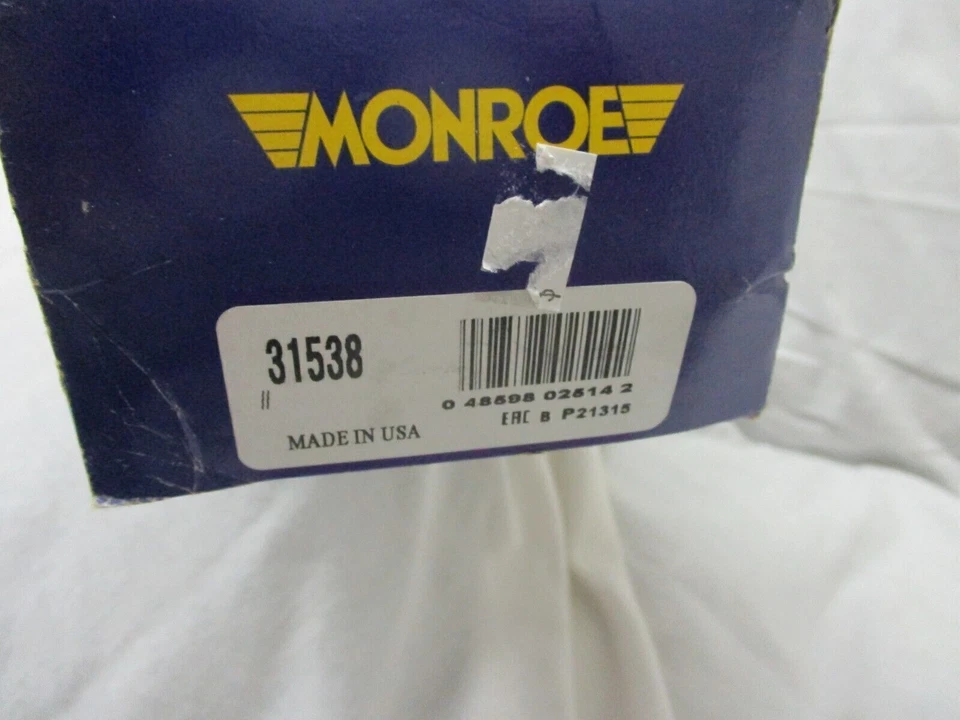 MONROE
31538
MADE IN USA
0 48598 02514 2
EAC B P21315